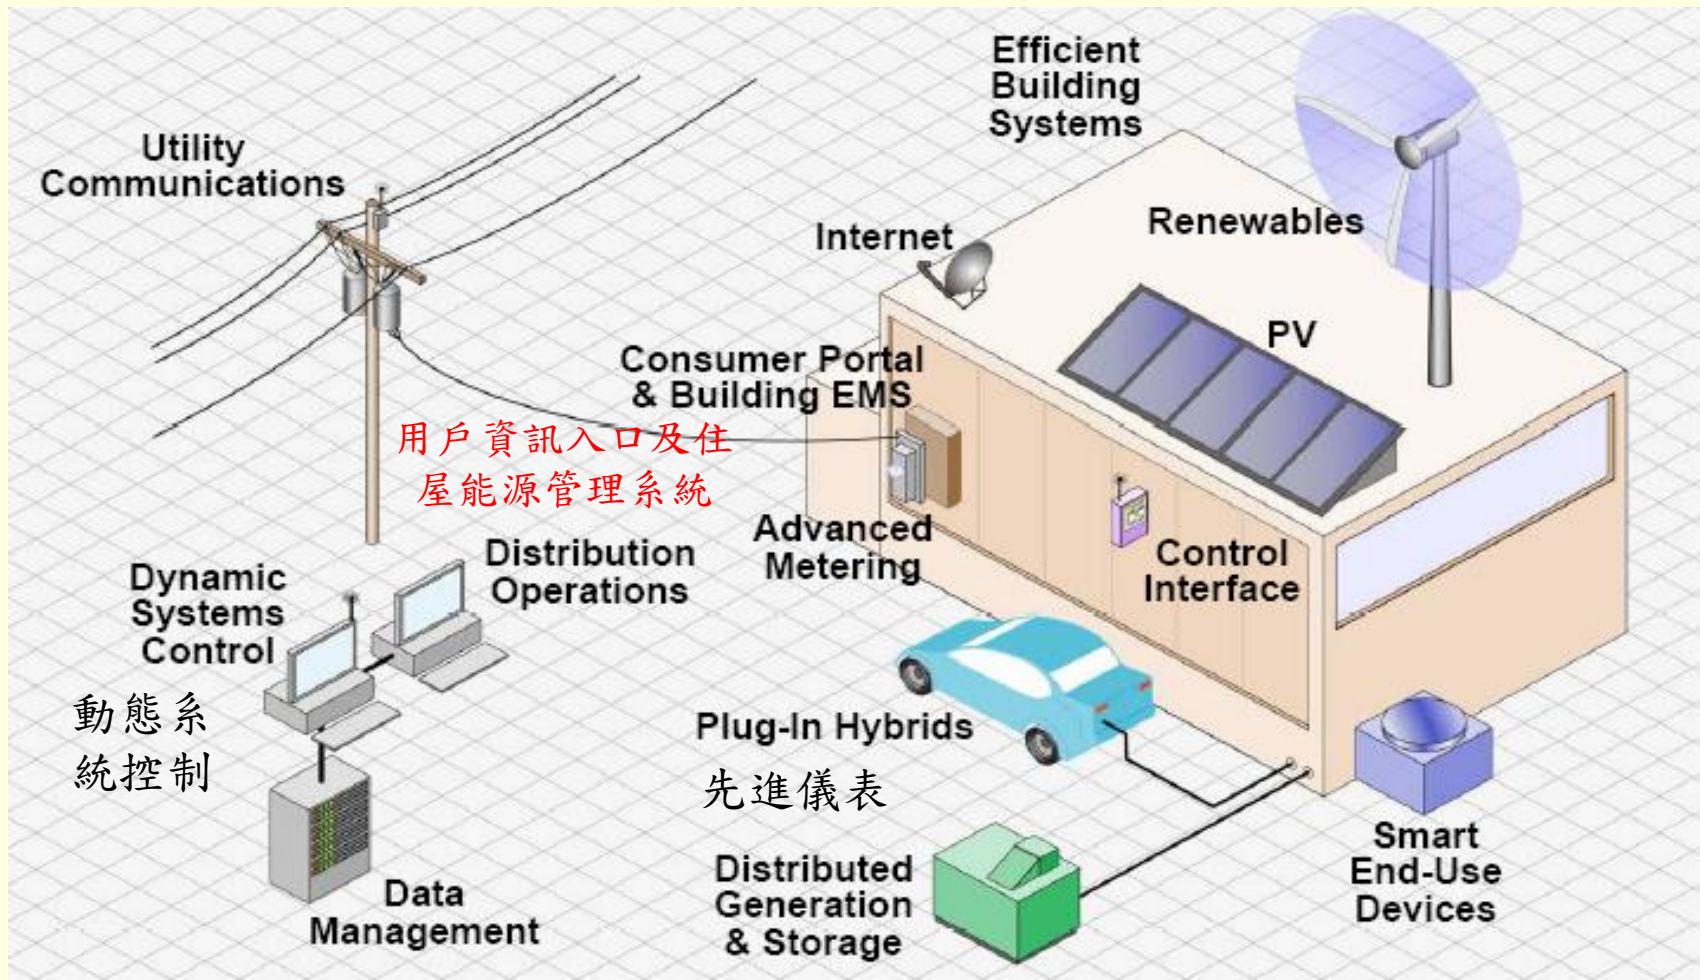 Efficient
Building
Systems
Utility
Communications
Renewables
Internet
PV
Consumer Portal
& Building EMS
用戶資訊入口及住
屋能源管理系統
Advanced
Metering
Control
Interface
Distribution
Operations
Dynamic
Systems
Control
動態系
統控制
Plug-In Hybrids
先進儀表
Smart
End-Use
Devices
Distributed
Generation
& Storage
Data
Management